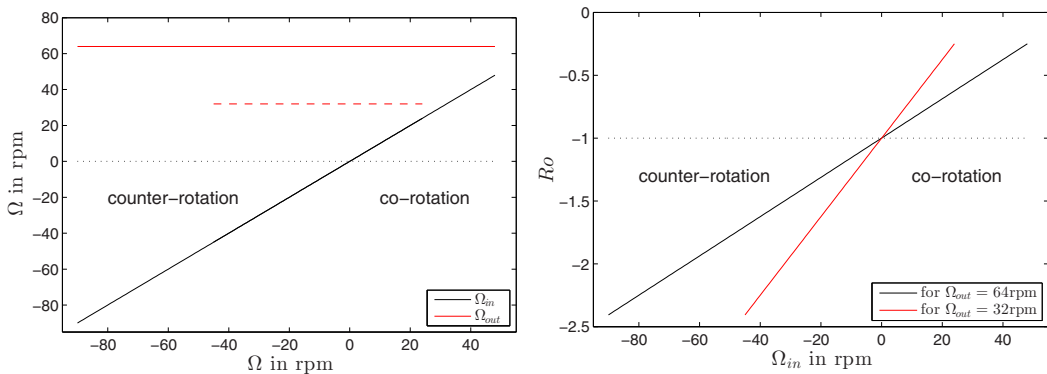 80
60
40
20
0
−20
−40
−60
−80
Ω in rpm
counter−rotation
co−rotation
Ω_in
Ω_out
−80 −60 −40 −20 0 20 40
Ω in rpm
0
−0.5
−1
−1.5
−2
−2.5
Ro
counter−rotation
co−rotation
for Ω_out = 64rpm
for Ω_out = 32rpm
−80 −60 −40 −20 0 20 40
Ω_in in rpm